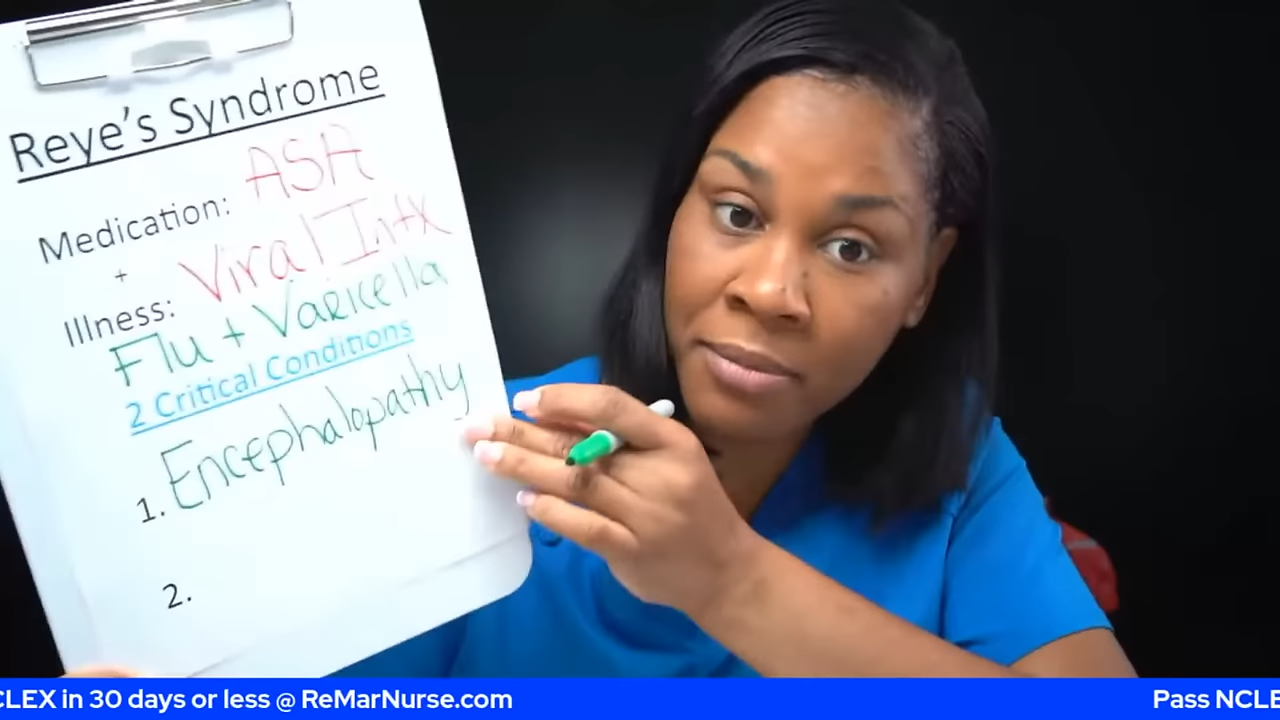 Reye's Syndrome
Medication: ASA
+
Illness: Viral Intx
Flu + Varicella
2 Critical Conditions
1. Encephalopathy
2.
CLEX in 30 days or less @ ReMarNurse.com
Pass NCLE